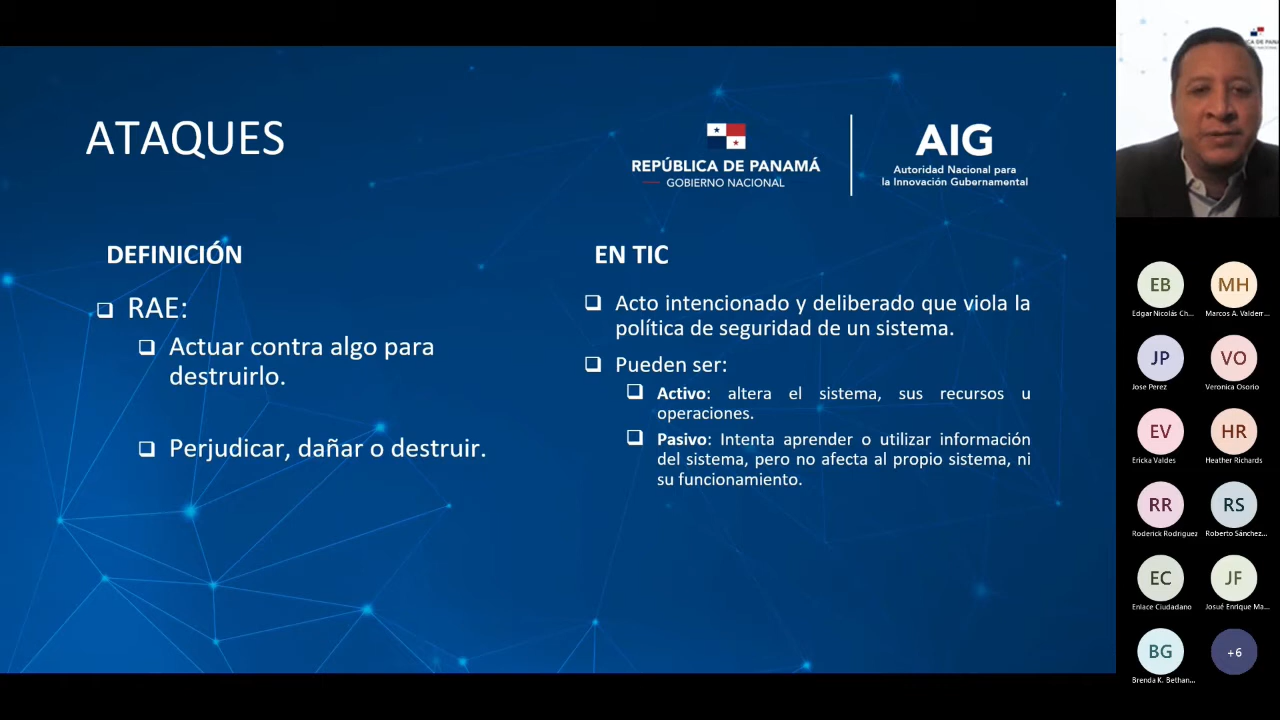 ATAQUES
REPÚBLICA DE PANAMÁ
GOBIERNO NACIONAL
AIG
Autoridad Nacional para
la Innovación Gubernamental
DEFINICIÓN
RAE:
Actuar contra algo para
destruirlo.
Perjudicar, dañar o destruir.
EN TIC
Acto intencionado y deliberado que viola la
política de seguridad de un sistema.
Pueden ser:
Activo: altera el sistema, sus recursos u
operaciones.
Pasivo: Intenta aprender o utilizar información
del sistema, pero no afecta al propio sistema, ni
su funcionamiento.
EB
Edgar Nicolás Ch...
MH
Marcos A. Valderr...
JP
Jose Perez
VO
Veronica Osorio
EV
Ericka Valdes
HR
Heather Richards
RR
Roderick Rodriguez
RS
Roberto Sánchez...
EC
Enlace Ciudadano
JF
Josué Enrique Ma...
BG
Brenda K. Bethan...
+6